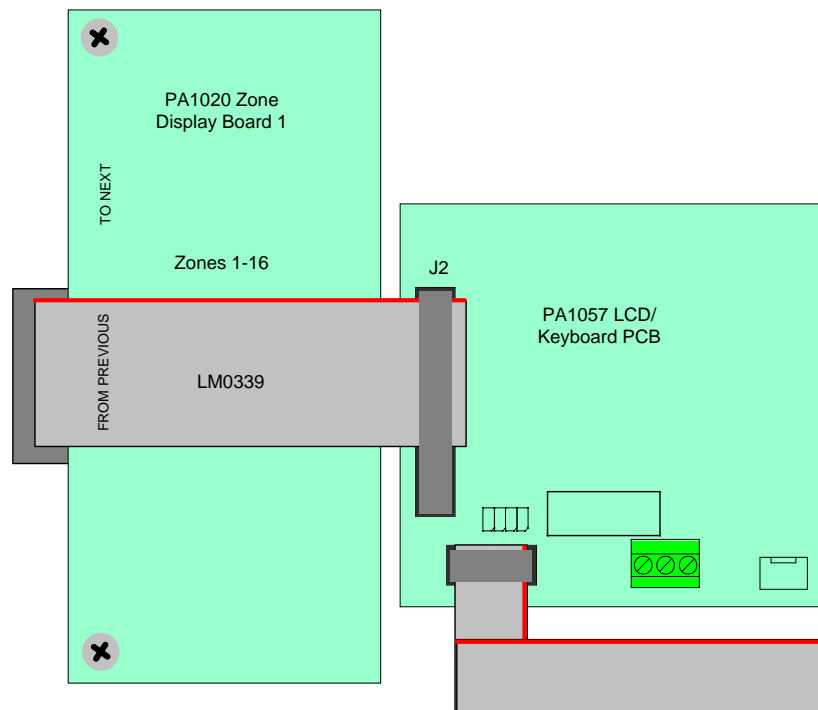 PA1020 Zone
Display Board 1
TO NEXT
Zones 1-16
J2
PA1057 LCD/
Keyboard PCB
FROM PREVIOUS
LM0339